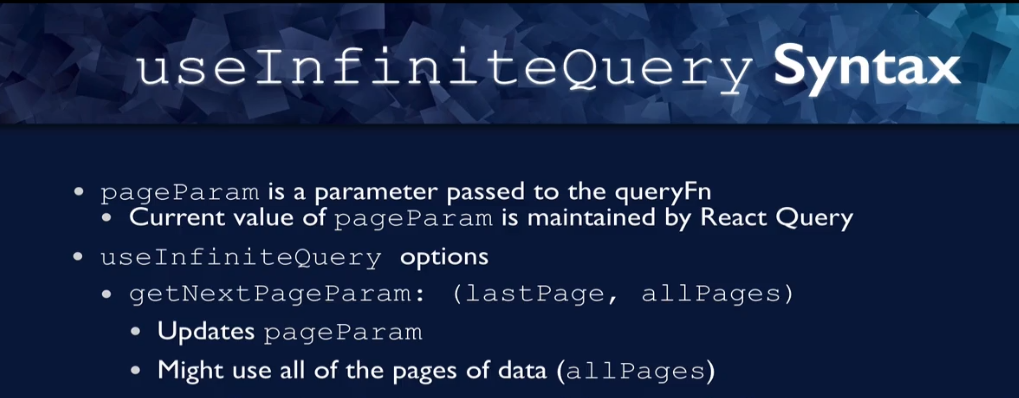 useInfiniteQuery Syntax
• pageParam is a parameter passed to the queryFn
• Current value of pageParam is maintained by React Query
• useInfiniteQuery options
• getNextPageParam: (lastPage, allPages)
• Updates pageParam
• Might use all of the pages of data (allPages)